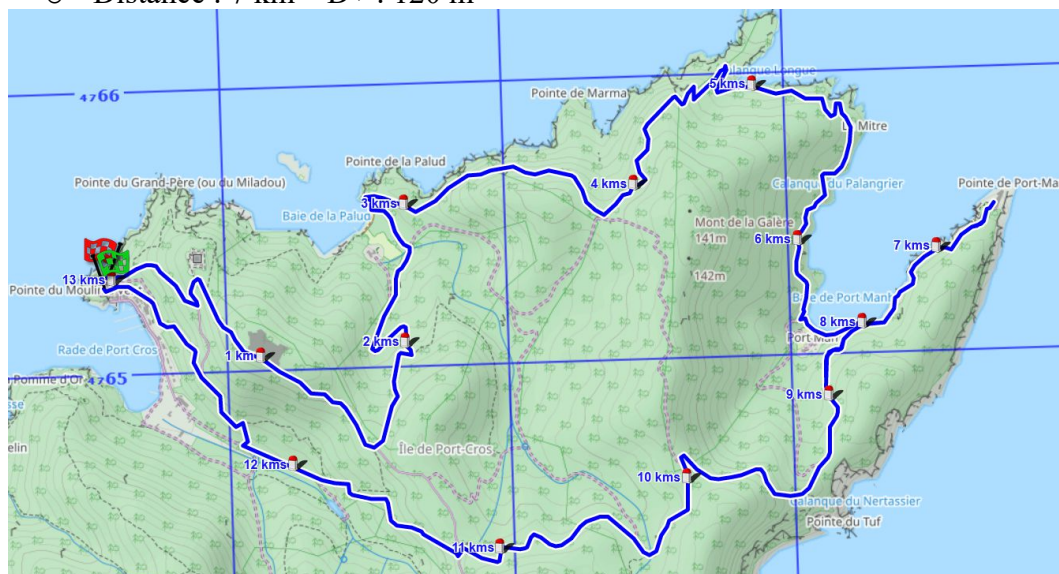 Distance : 7 km – D+ : 120 m
4766
Pointe de Marma
5 kms
Calanque Longue
La Mitre
Pointe de la Palud
Pointe du Grand-Père (ou du Miladou)
4 kms
Calanque du Palangrier
Pointe de Port-Ma
3 kms
Baie de la Palud
Mont de la Galère
141m
6 kms
7 kms
142m
13 kms
Pointe du Moulin
Baie de Port Man
8 kms
2 kms
Port-Man
Rade de Port Cros
1 km
Pomme d'Or
4765
9 kms
Île de Port-Cros
12 kms
10 kms
Calanque du Nertassier
Pointe du Tuf
11 kms